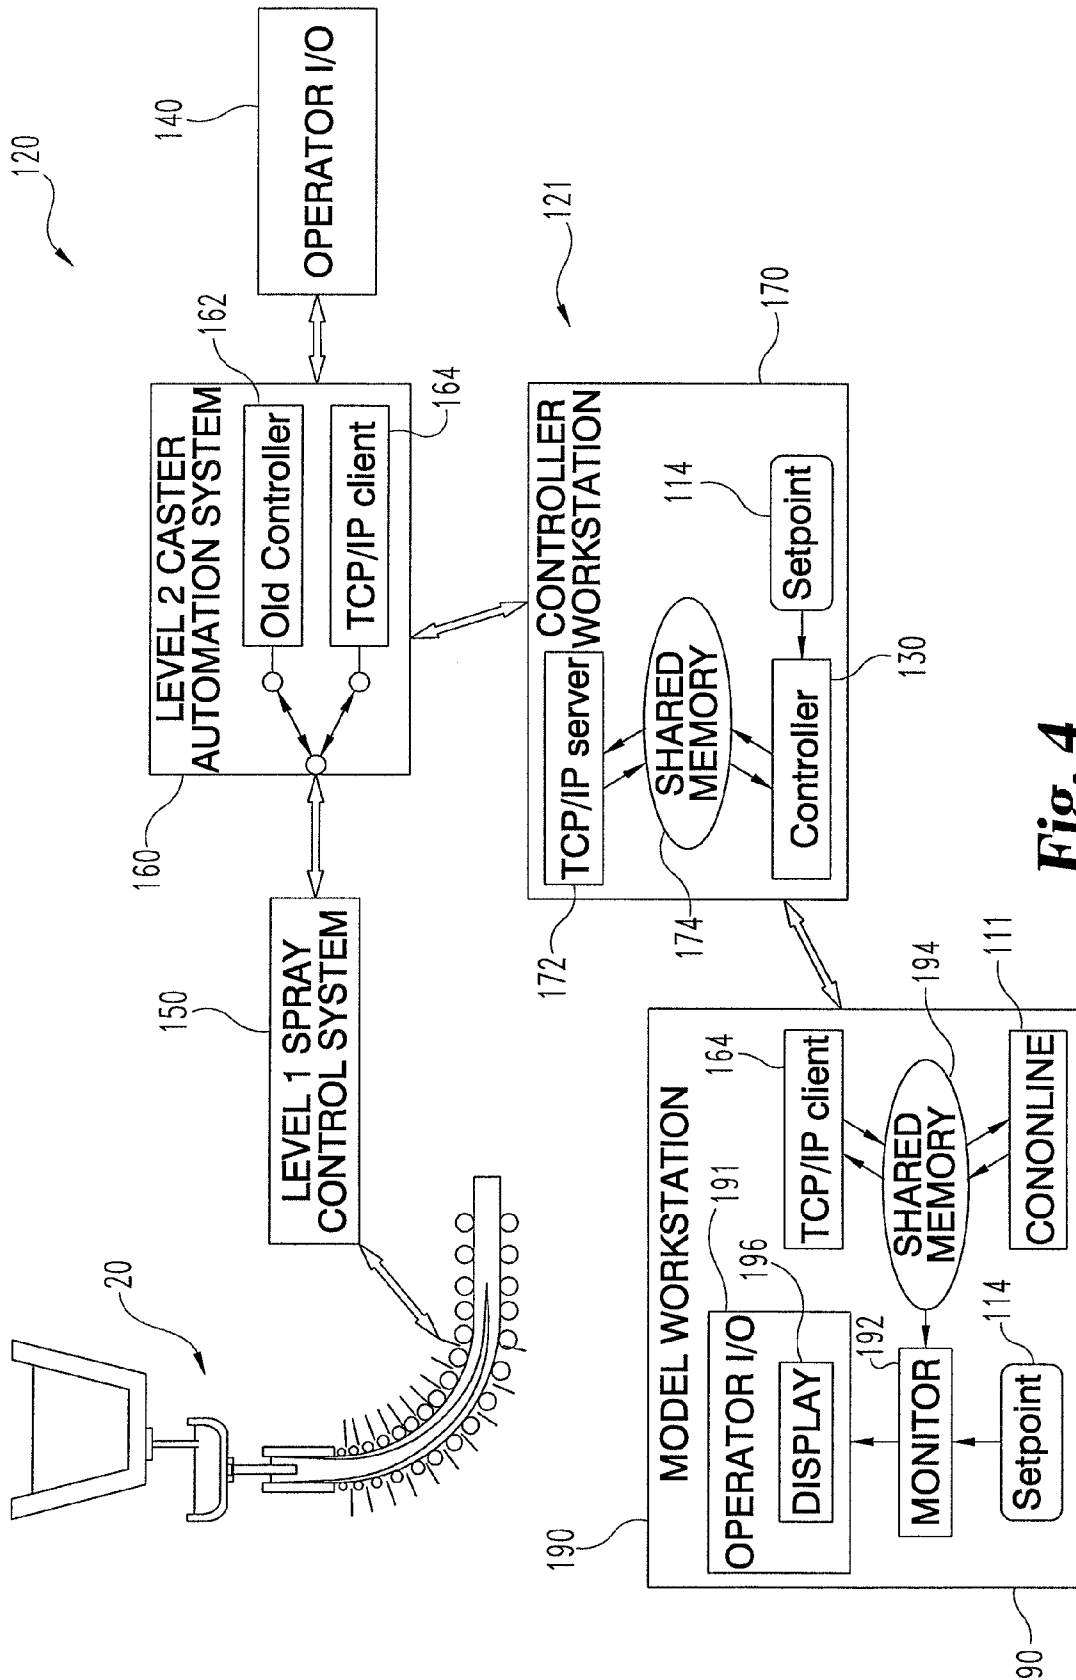 120
20
150
LEVEL 1 SPRAY
CONTROL SYSTEM
160
LEVEL 2 CASTER
AUTOMATION SYSTEM
Old Controller
162
TCP/IP client
164
140
OPERATOR I/O
121
190
MODEL WORKSTATION
OPERATOR I/O
191
DISPLAY
196
MONITOR
192
Setpoint
114
TCP/IP client
164
SHARED
MEMORY
194
CONONLINE
111
90
CONTROLLER
WORKSTATION
170
172
TCP/IP server
SHARED
MEMORY
174
Controller
130
Setpoint
114
Fig. 4